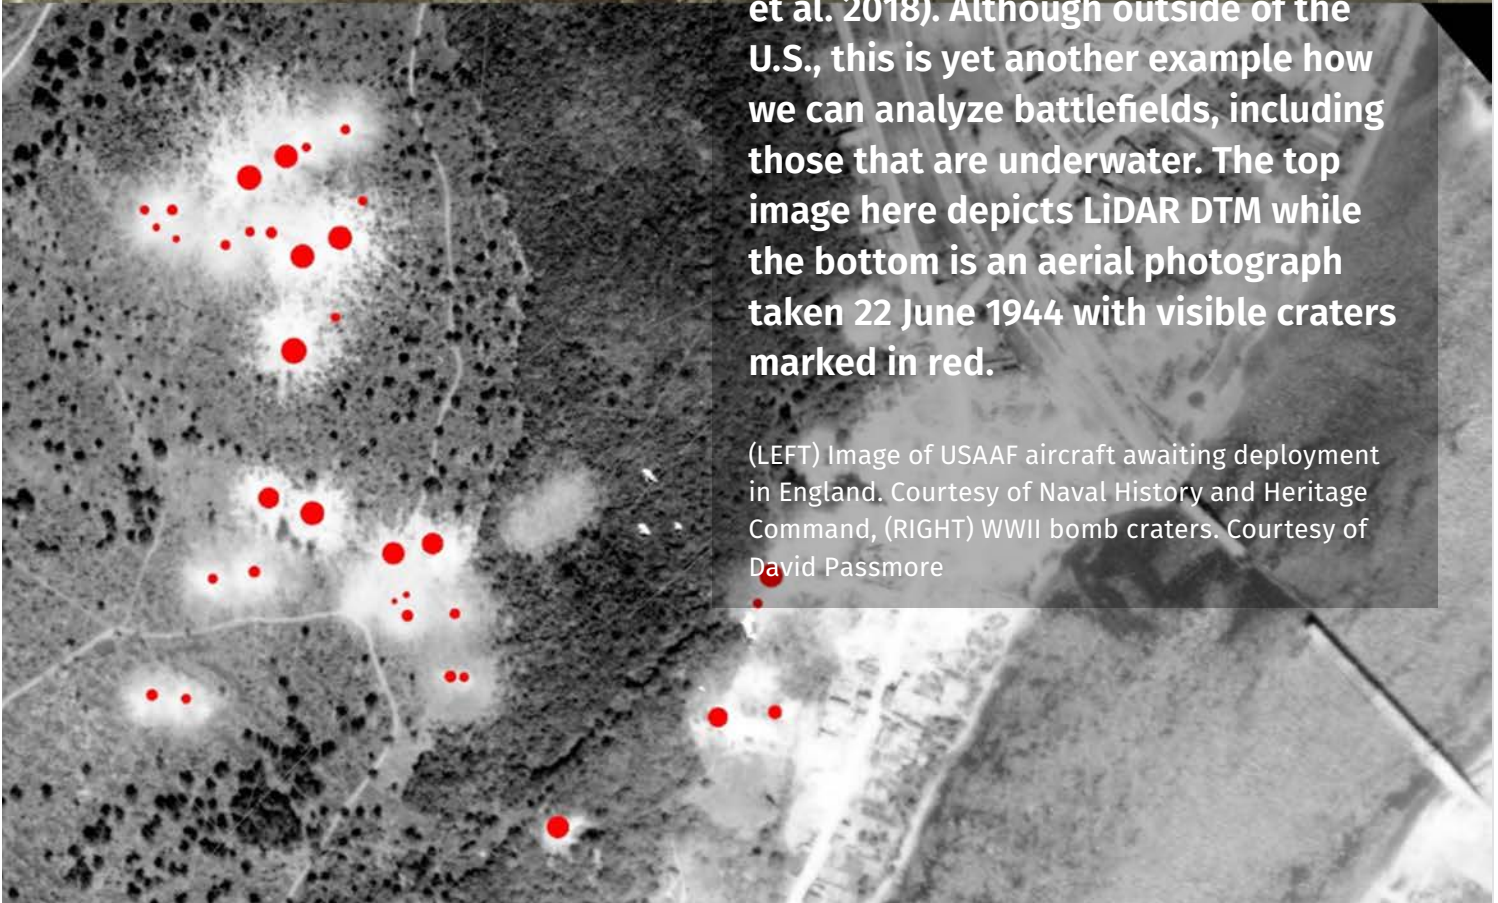 et al. 2018). Although outside of the
U.S., this is yet another example how
we can analyze battlefields, including
those that are underwater. The top
image here depicts LiDAR DTM while
the bottom is an aerial photograph
taken 22 June 1944 with visible craters
marked in red.
(LEFT) Image of USAAF aircraft awaiting deployment
in England. Courtesy of Naval History and Heritage
Command, (RIGHT) WWII bomb craters. Courtesy of
David Passmore